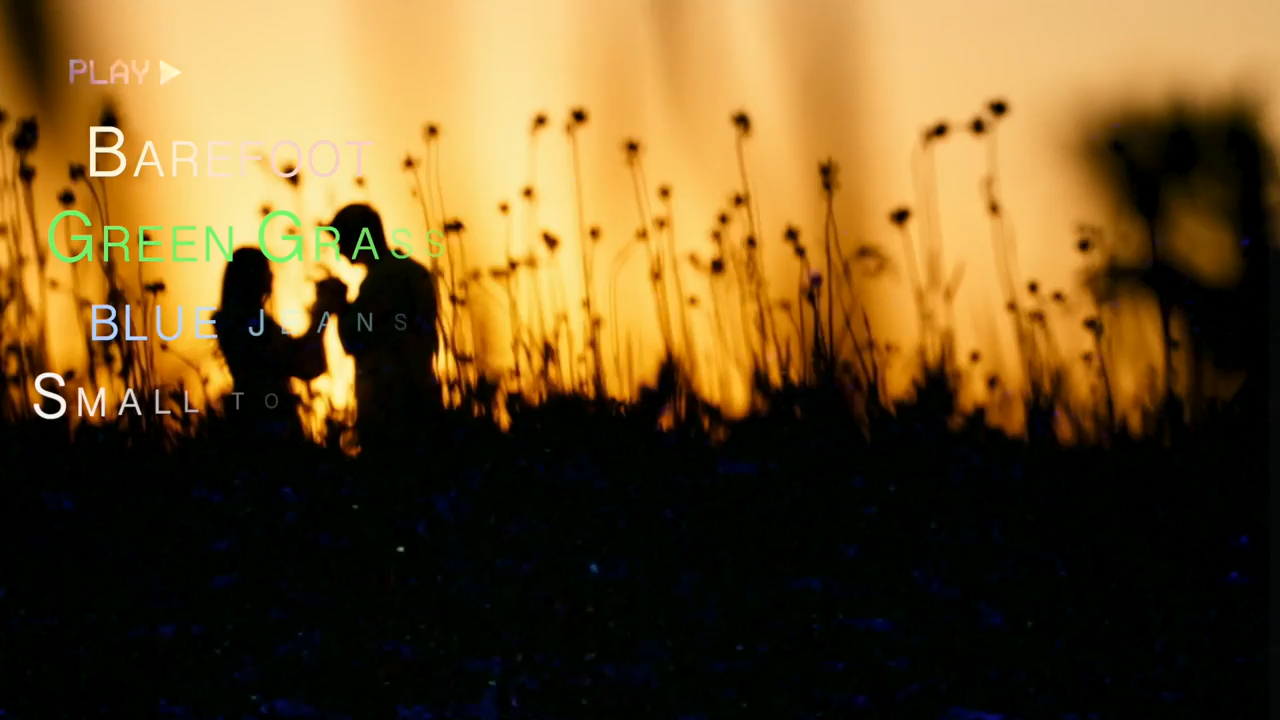 PLAY
BAREFOOT
GREEN GRASS
BLUE JEANS
SMALL TO